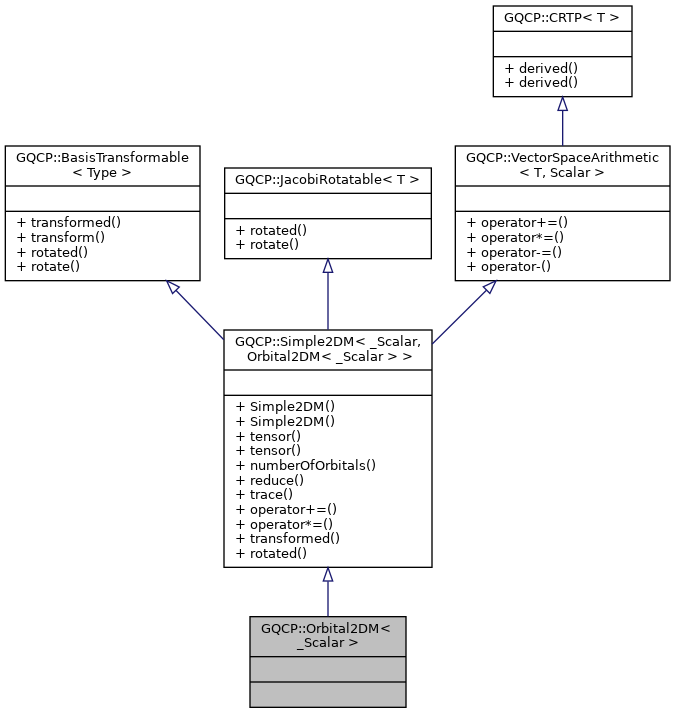 GQCP::CRTP< T >
+ derived()
+ derived()
GQCP::BasisTransformable
< Type >
+ transformed()
+ transform()
+ rotated()
+ rotate()
GQCP::JacobiRotatable< T >
+ rotated()
+ rotate()
GQCP::VectorSpaceArithmetic
< T, Scalar >
+ operator+=()
+ operator*=()
+ operator-=()
+ operator-()
GQCP::Simple2DM< _Scalar,
Orbital2DM< _Scalar > >
+ Simple2DM()
+ Simple2DM()
+ tensor()
+ tensor()
+ numberOfOrbitals()
+ reduce()
+ trace()
+ operator+=()
+ operator*=()
+ transformed()
+ rotated()
GQCP::Orbital2DM<
_Scalar >